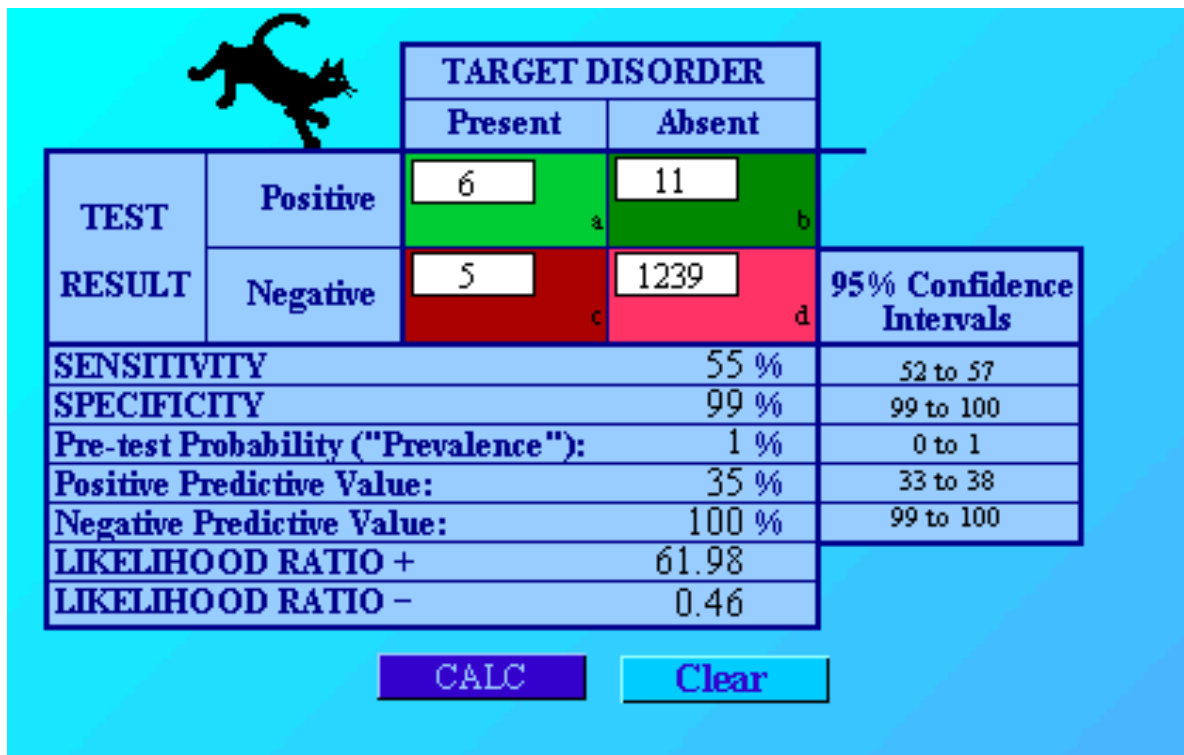 TARGET DISORDER
Present Absent
TEST RESULT
Positive 6 a 11 b
Negative 5 c 1239 d
95% Confidence
Intervals
SENSITIVITY 55 % 52 to 57
SPECIFICITY 99 % 99 to 100
Pre-test Probability ("Prevalence"): 1 % 0 to 1
Positive Predictive Value: 35 % 33 to 38
Negative Predictive Value: 100 % 99 to 100
LIKELIHOOD RATIO + 61.98
LIKELIHOOD RATIO − 0.46
CALC Clear